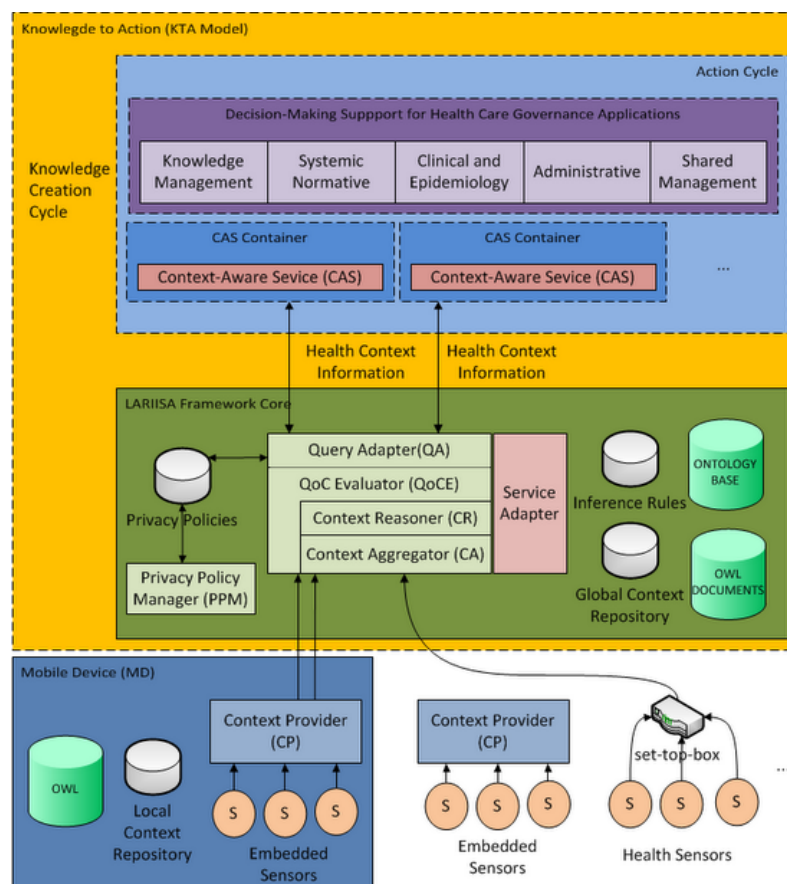 Knowlegde to Action (KTA Model)
Action Cycle
Decision-Making Suppport for Health Care Governance Applications
Knowledge
Management
Systemic
Normative
Clinical and
Epidemiology
Administrative
Shared
Management
Knowledge
Creation
Cycle
CAS Container
Context-Aware Sevice (CAS)
CAS Container
Context-Aware Sevice (CAS)
...
Health Context
Information
Health Context
Information
LARIISA Framework Core
Privacy Policies
Privacy Policy
Manager (PPM)
Query Adapter(QA)
QoC Evaluator (QoCE)
Context Reasoner (CR)
Context Aggregator (CA)
Service
Adapter
Inference Rules
ONTOLOGY
BASE
Global Context
Repository
OWL
DOCUMENTS
Mobile Device (MD)
OWL
Local
Context
Repository
Context Provider
(CP)
S
S
S
Embedded
Sensors
Context Provider
(CP)
S
S
S
Embedded
Sensors
set-top-box
S
S
S
Health Sensors
...